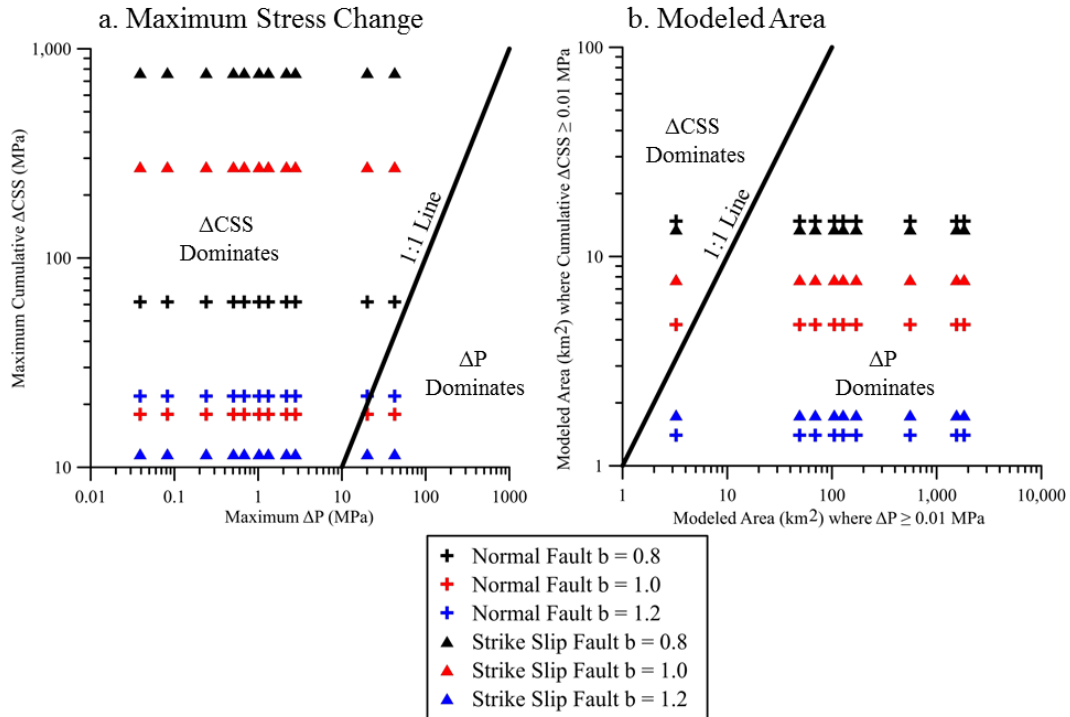 a. Maximum Stress Change
1,000
100
10
Maximum Cumulative ΔCSS (MPa)
ΔCSS
Dominates
1:1 Line
ΔP
Dominates
0.01
0.1
1
10
100
1000
Maximum ΔP (MPa)
b. Modeled Area
100
10
1
Modeled Area (km2) where Cumulative ΔCSS ≥ 0.01 MPa
ΔCSS
Dominates
1:1 Line
ΔP
Dominates
1
10
100
1,000
10,000
Modeled Area (km2) where ΔP ≥ 0.01 MPa
Normal Fault b = 0.8
Normal Fault b = 1.0
Normal Fault b = 1.2
Strike Slip Fault b = 0.8
Strike Slip Fault b = 1.0
Strike Slip Fault b = 1.2